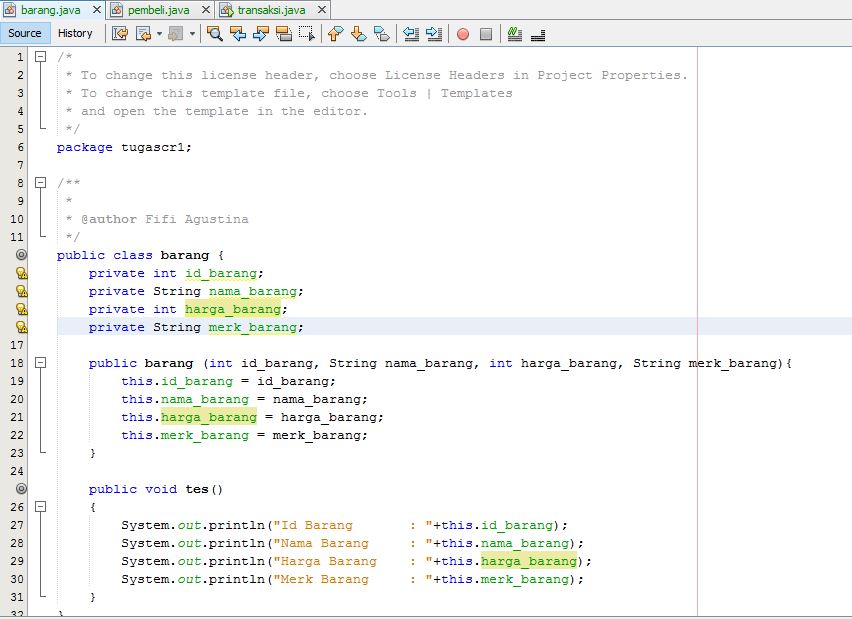 barang.java pembeli.java transaksi.java
Source History
1 /*
2 * To change this license header, choose License Headers in Project Properties.
3 * To change this template file, choose Tools | Templates
4 * and open the template in the editor.
5 */
6 package tugascr1;
7
8 /**
9 *
10 * @author Fifi Agustina
11 */
public class barang {
private int id_barang;
private String nama_barang;
private int harga_barang;
private String merk_barang;
17
18 public barang (int id_barang, String nama_barang, int harga_barang, String merk_barang){
19 this.id_barang = id_barang;
20 this.nama_barang = nama_barang;
21 this.harga_barang = harga_barang;
22 this.merk_barang = merk_barang;
23 }
24
public void tes()
26 {
27 System.out.println("Id Barang : "+this.id_barang);
28 System.out.println("Nama Barang : "+this.nama_barang);
29 System.out.println("Harga Barang : "+this.harga_barang);
30 System.out.println("Merk Barang : "+this.merk_barang);
31 }
32 }